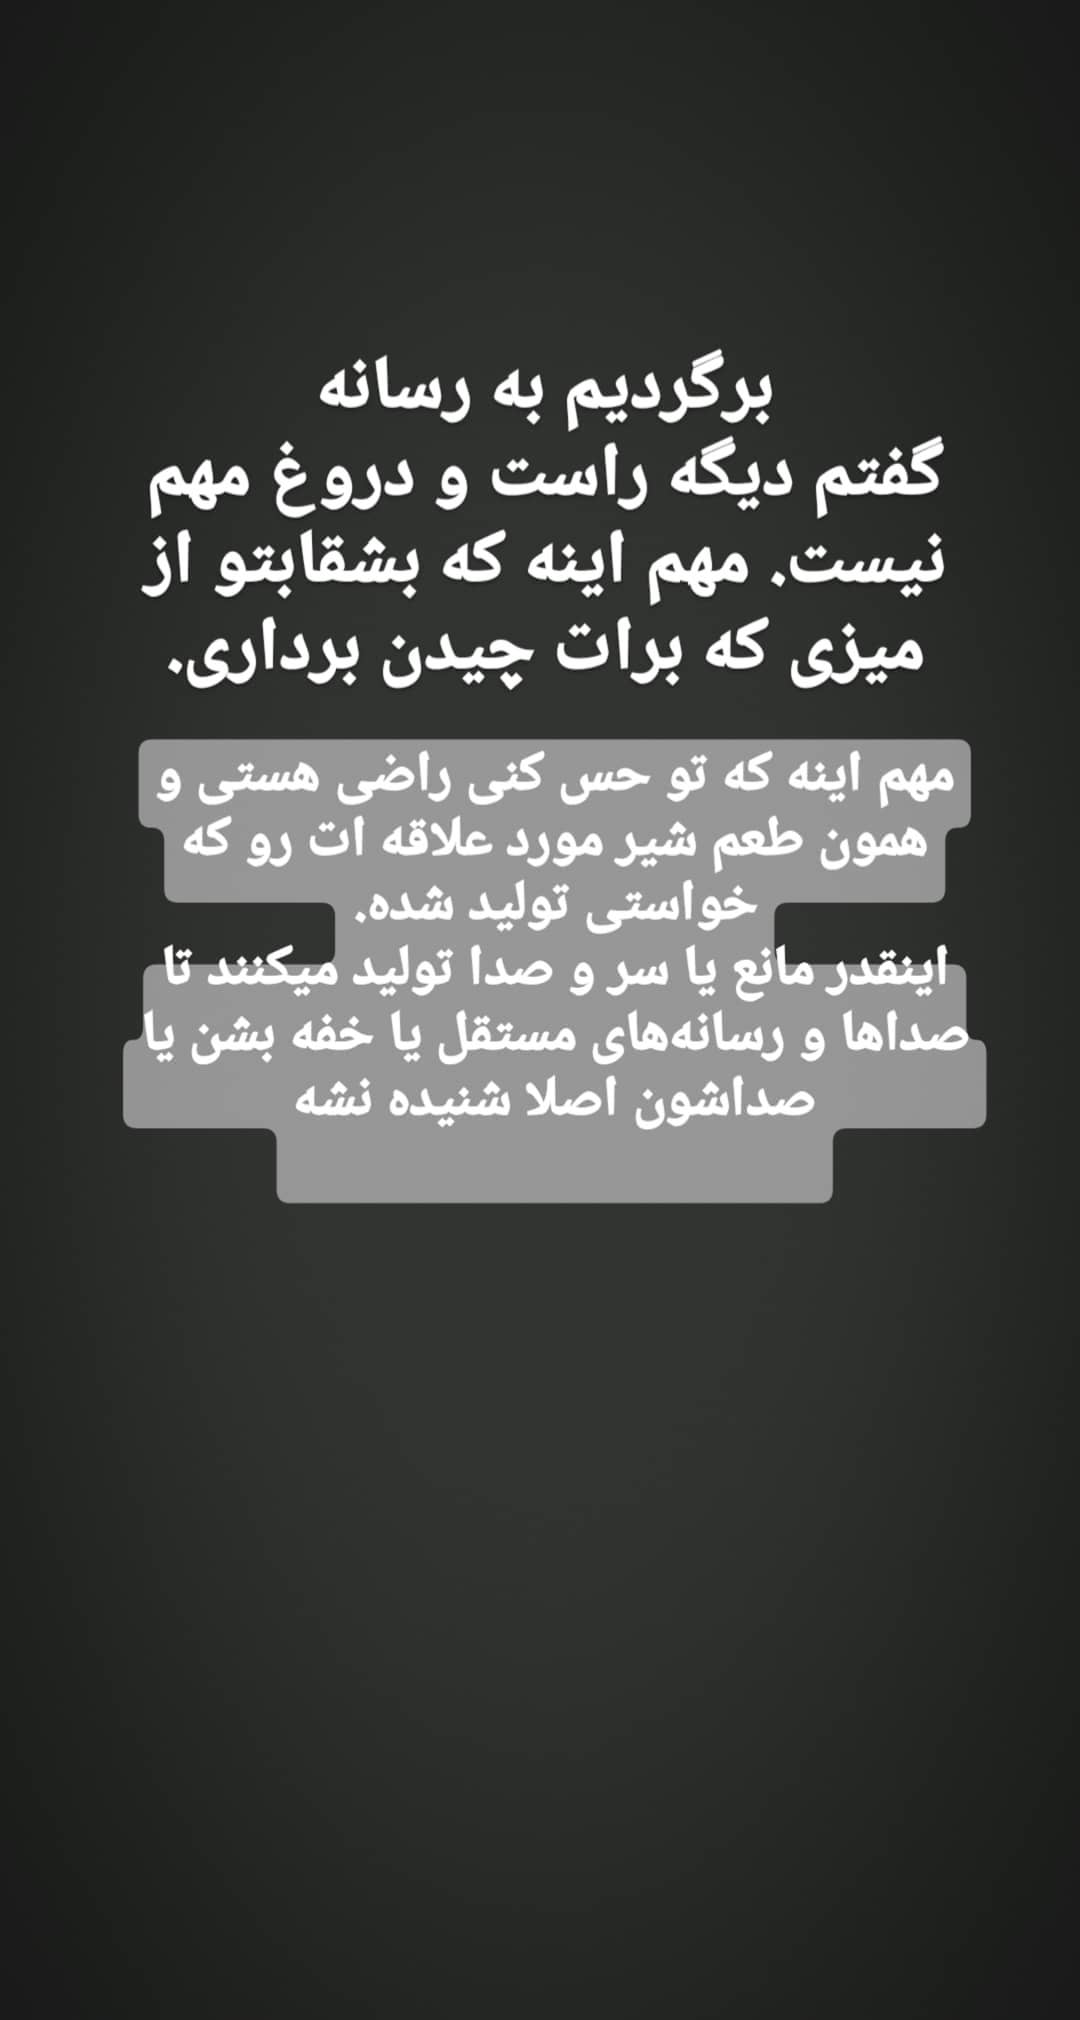 برگردیم به رسانه
گفتم دیگه راست و دروغ مهم
نیست. مهم اینه که بشقابتو از
میزی که برات چیدن برداری.
مهم اینه که تو حس کنی راضی هستی و
همون طعم شیر مورد علاقه ات رو که
خواستی تولید شده.
اینقدر مانع یا سر و صدا تولید میکنند تا
صداها و رسانه‌های مستقل یا خفه بشن یا
صداشون اصلا شنیده نشه